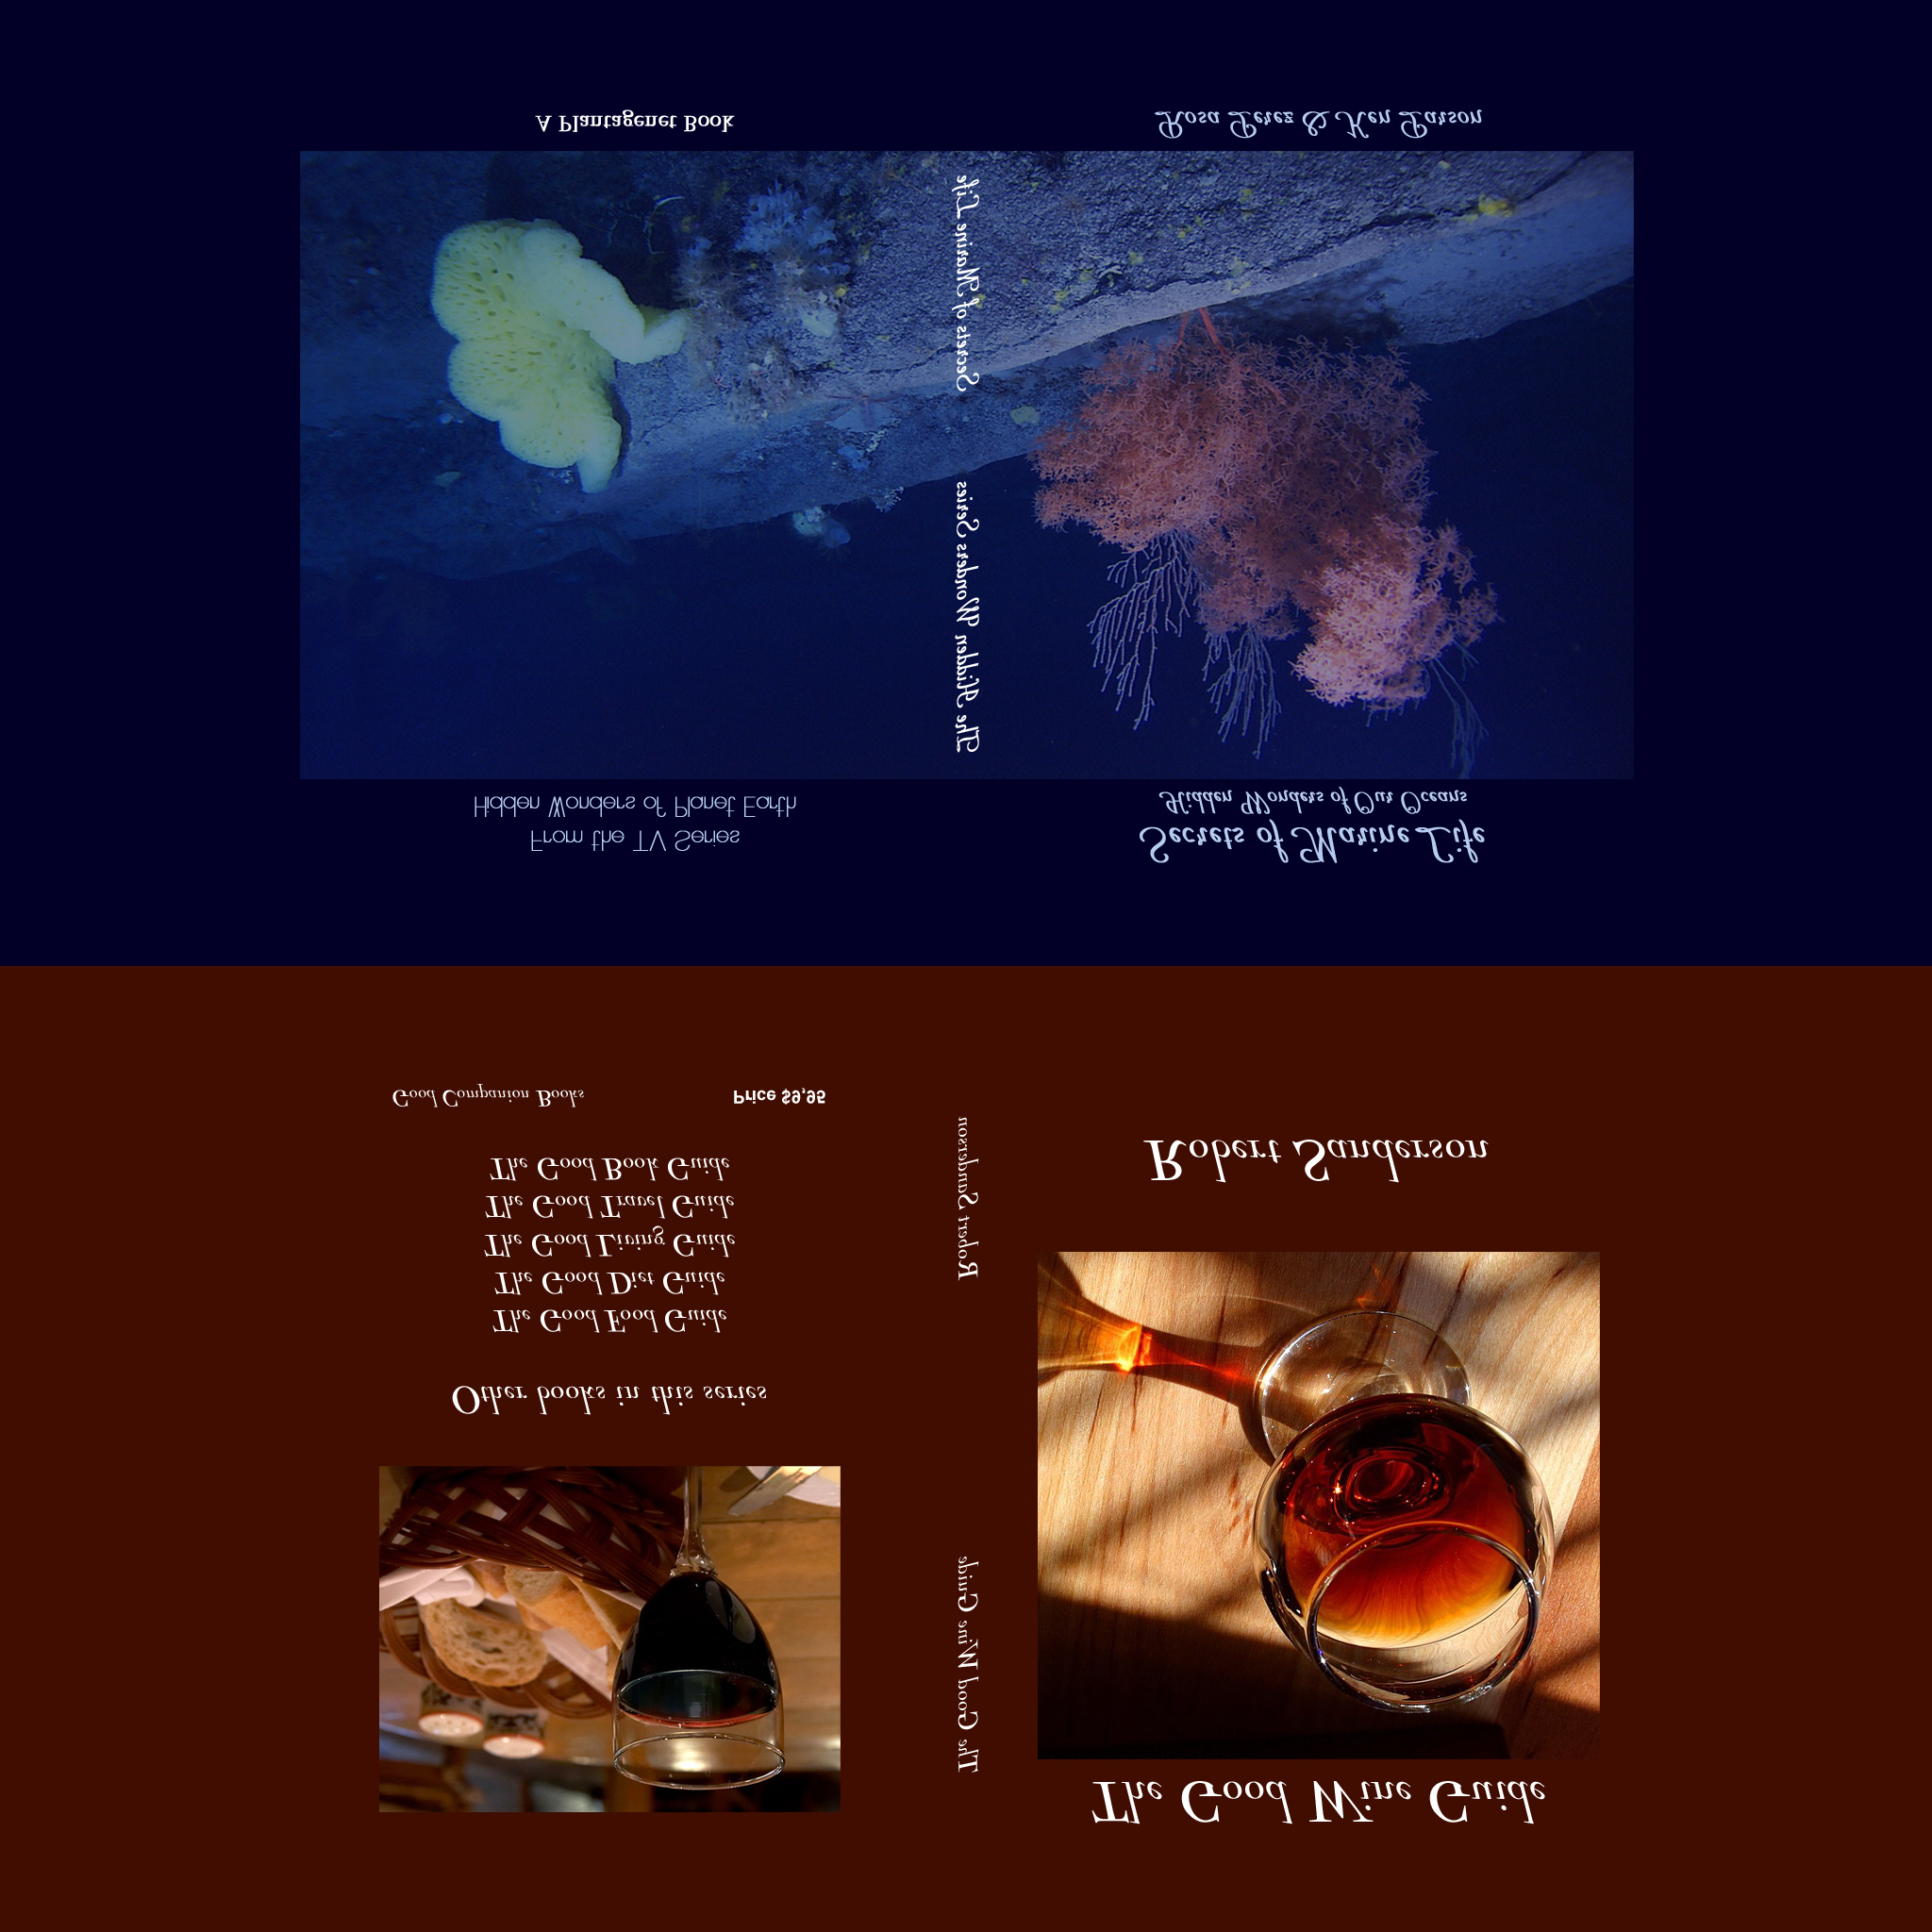 The Good Wine Guide
Robert Sanderson
The Good Wine Guide
Robert Sanderson
Other books in this series
The Good Food Guide
The Good Diet Guide
The Good Living Guide
The Good Travel Guide
The Good Book Guide
Good Companion Books
Price $9.95
Secrets of Marine Life
Hidden Wonders of Our Oceans
Rosa Perez & Ken Parson
The Hidden Wonders Series
Secrets of Marine Life
From the TV Series
Hidden Wonders of Planet Earth
A Plantagenet Book